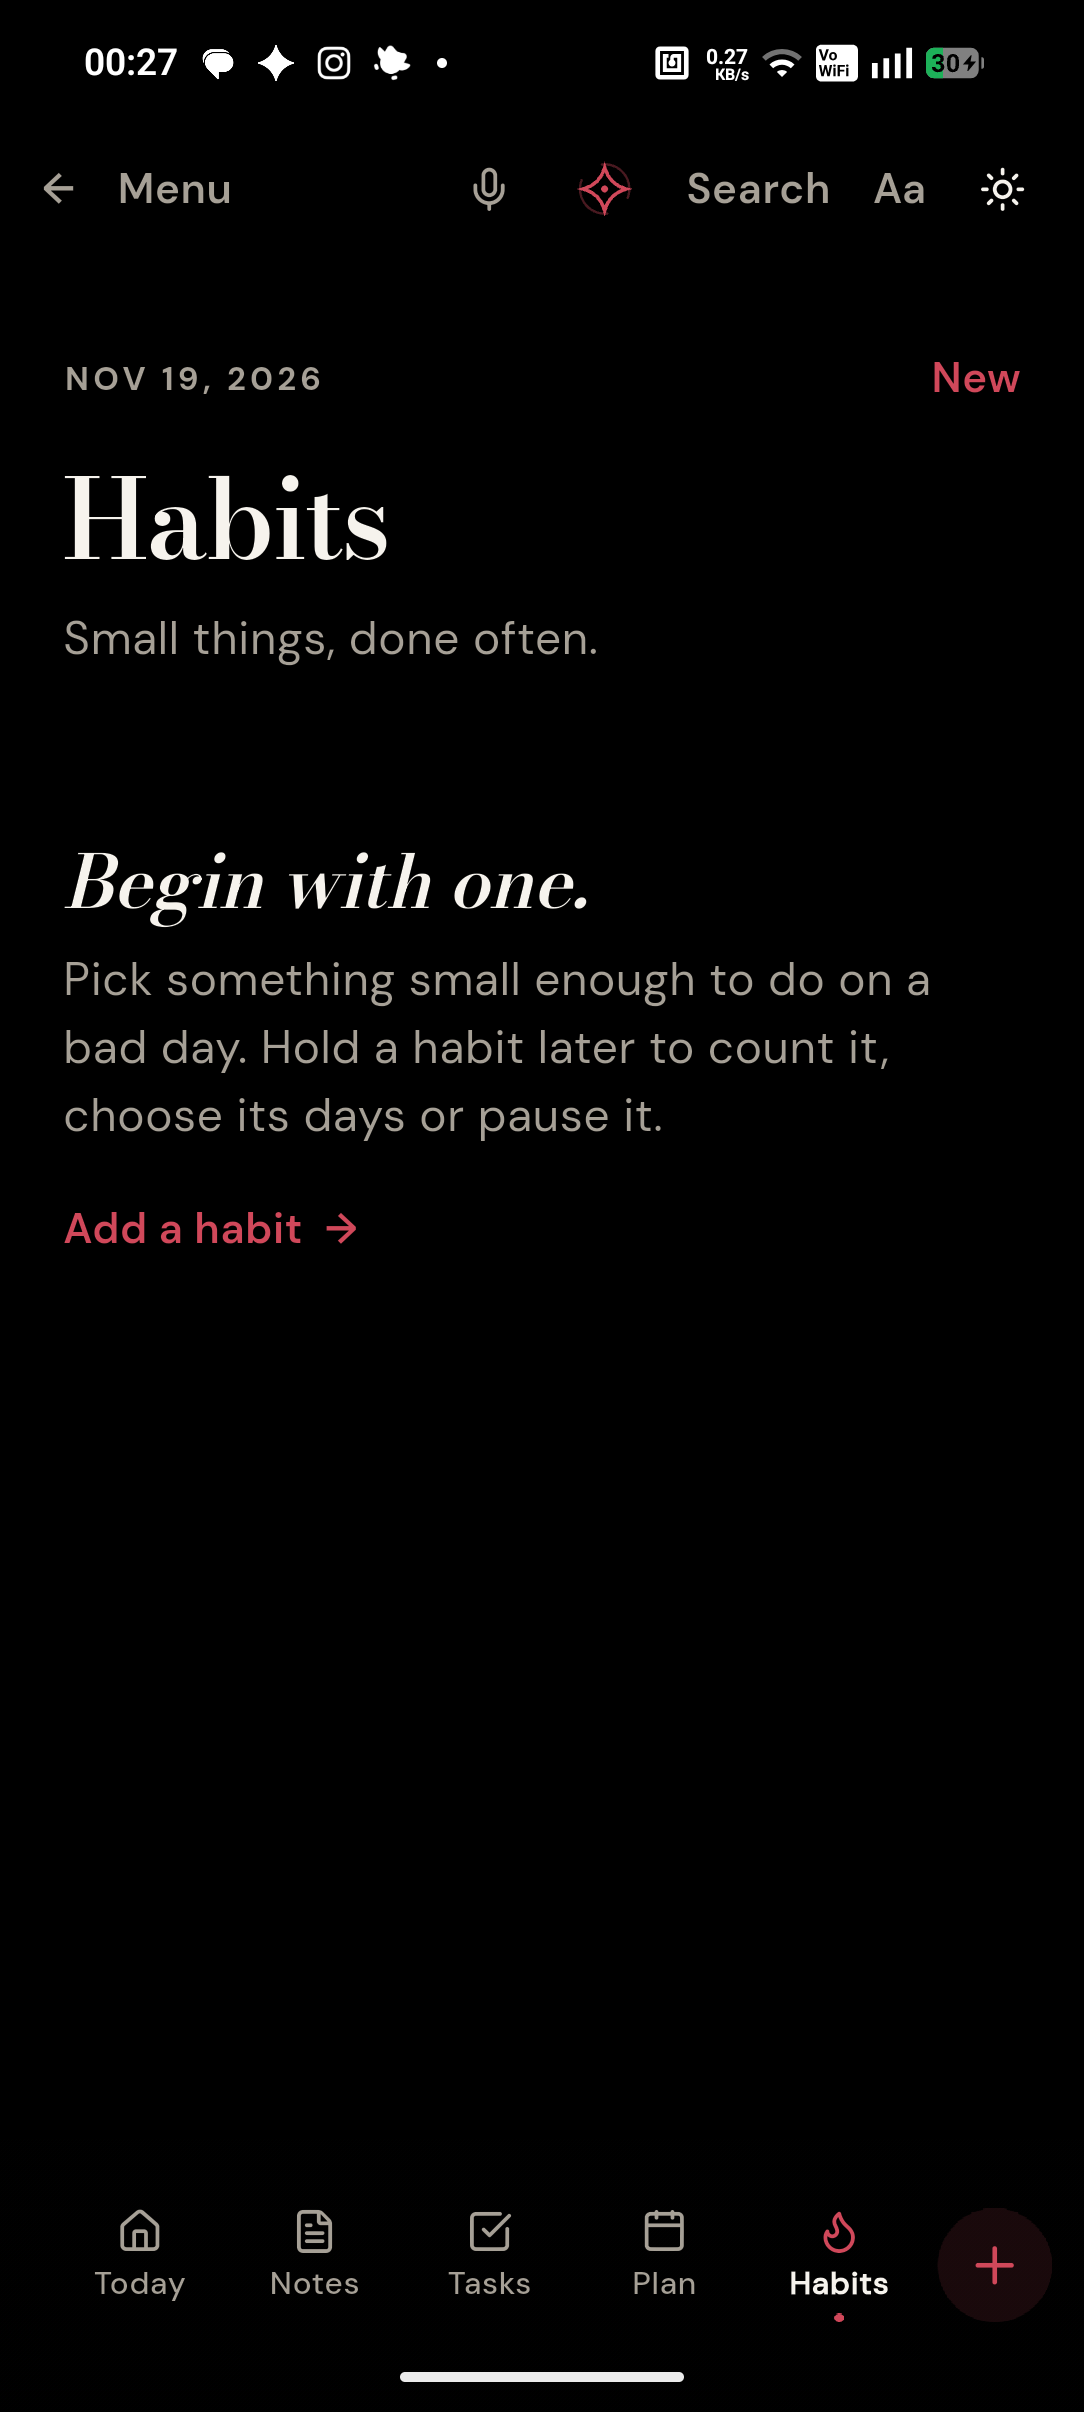 00:27
0.27
KB/s
Vo
WiFi
30
Menu
Search
Aa
NOV 19, 2026
New
Habits
Small things, done often.
Begin with one.
Pick something small enough to do on a
bad day. Hold a habit later to count it,
choose its days or pause it.
Add a habit →
Today
Notes
Tasks
Plan
Habits